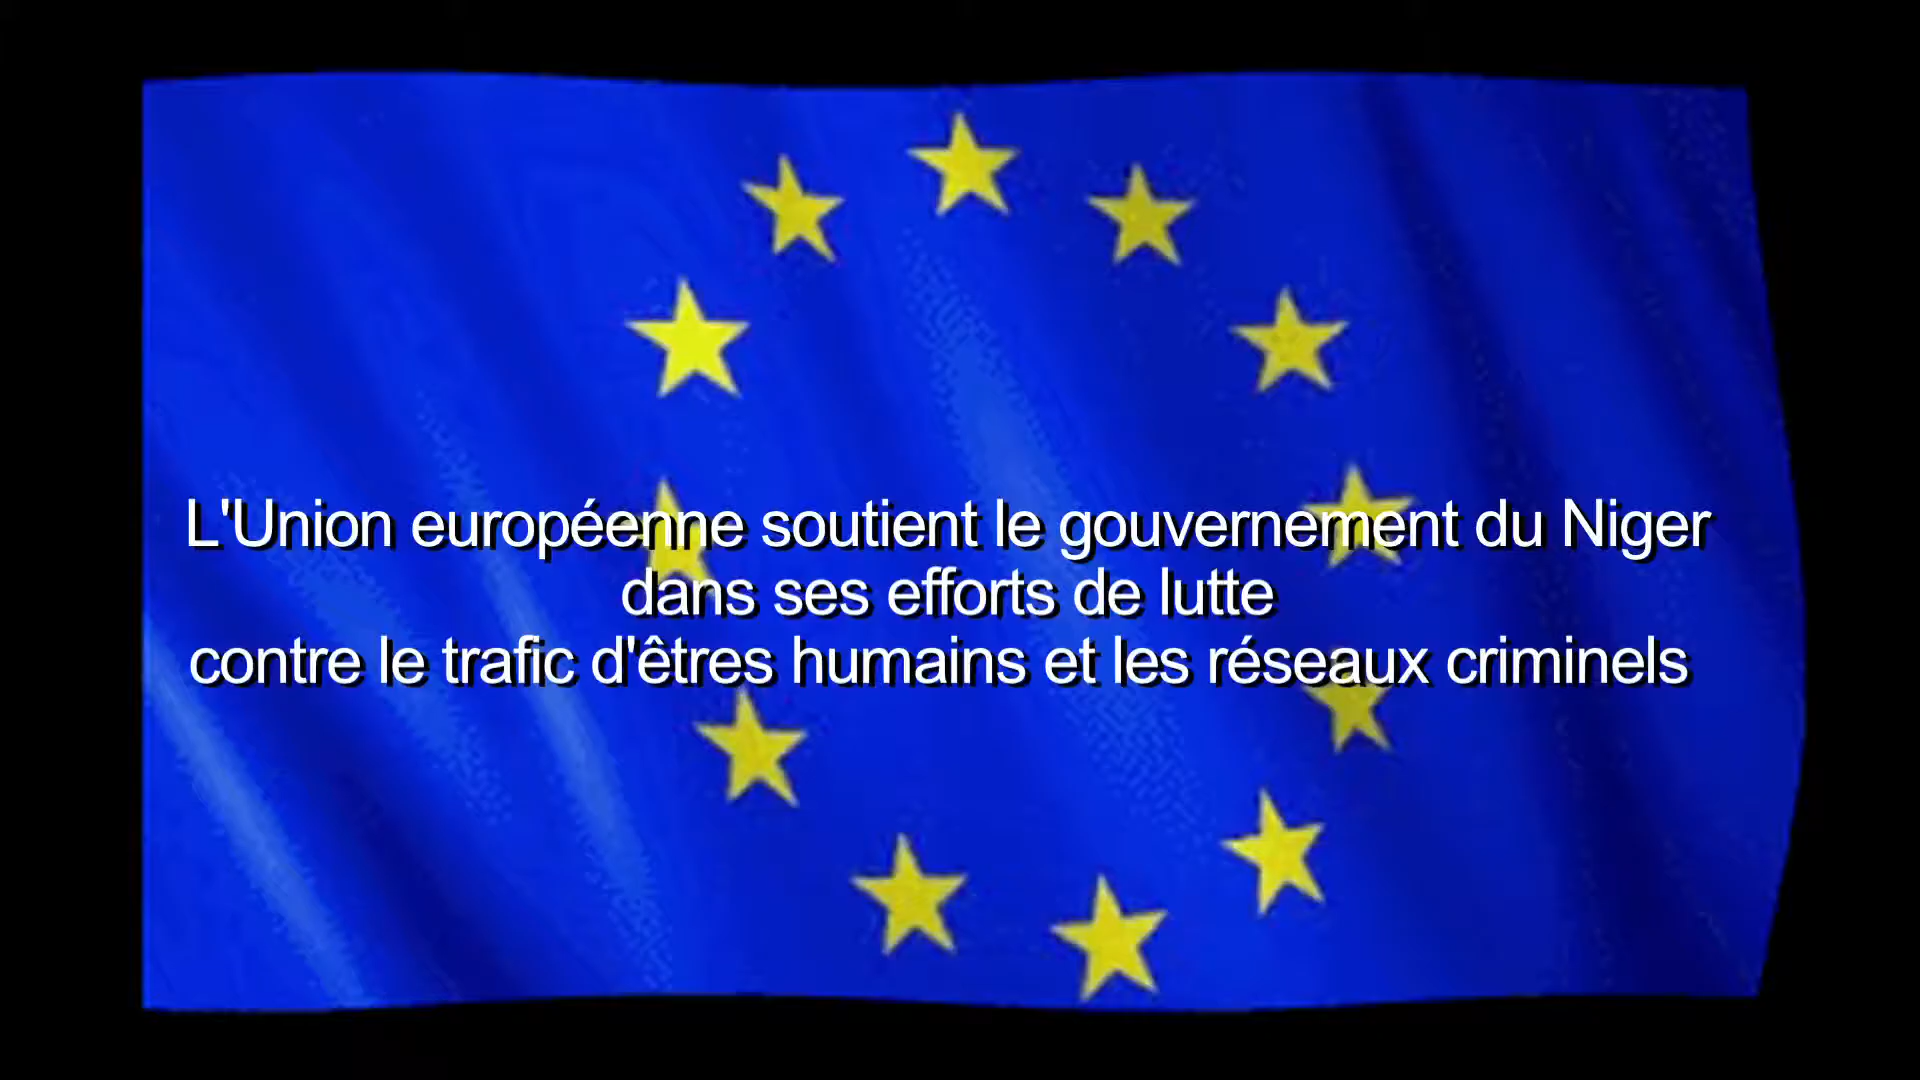 L'Union européenne soutient le gouvernement du Niger
dans ses efforts de lutte
contre le trafic d'êtres humains et les réseaux criminels